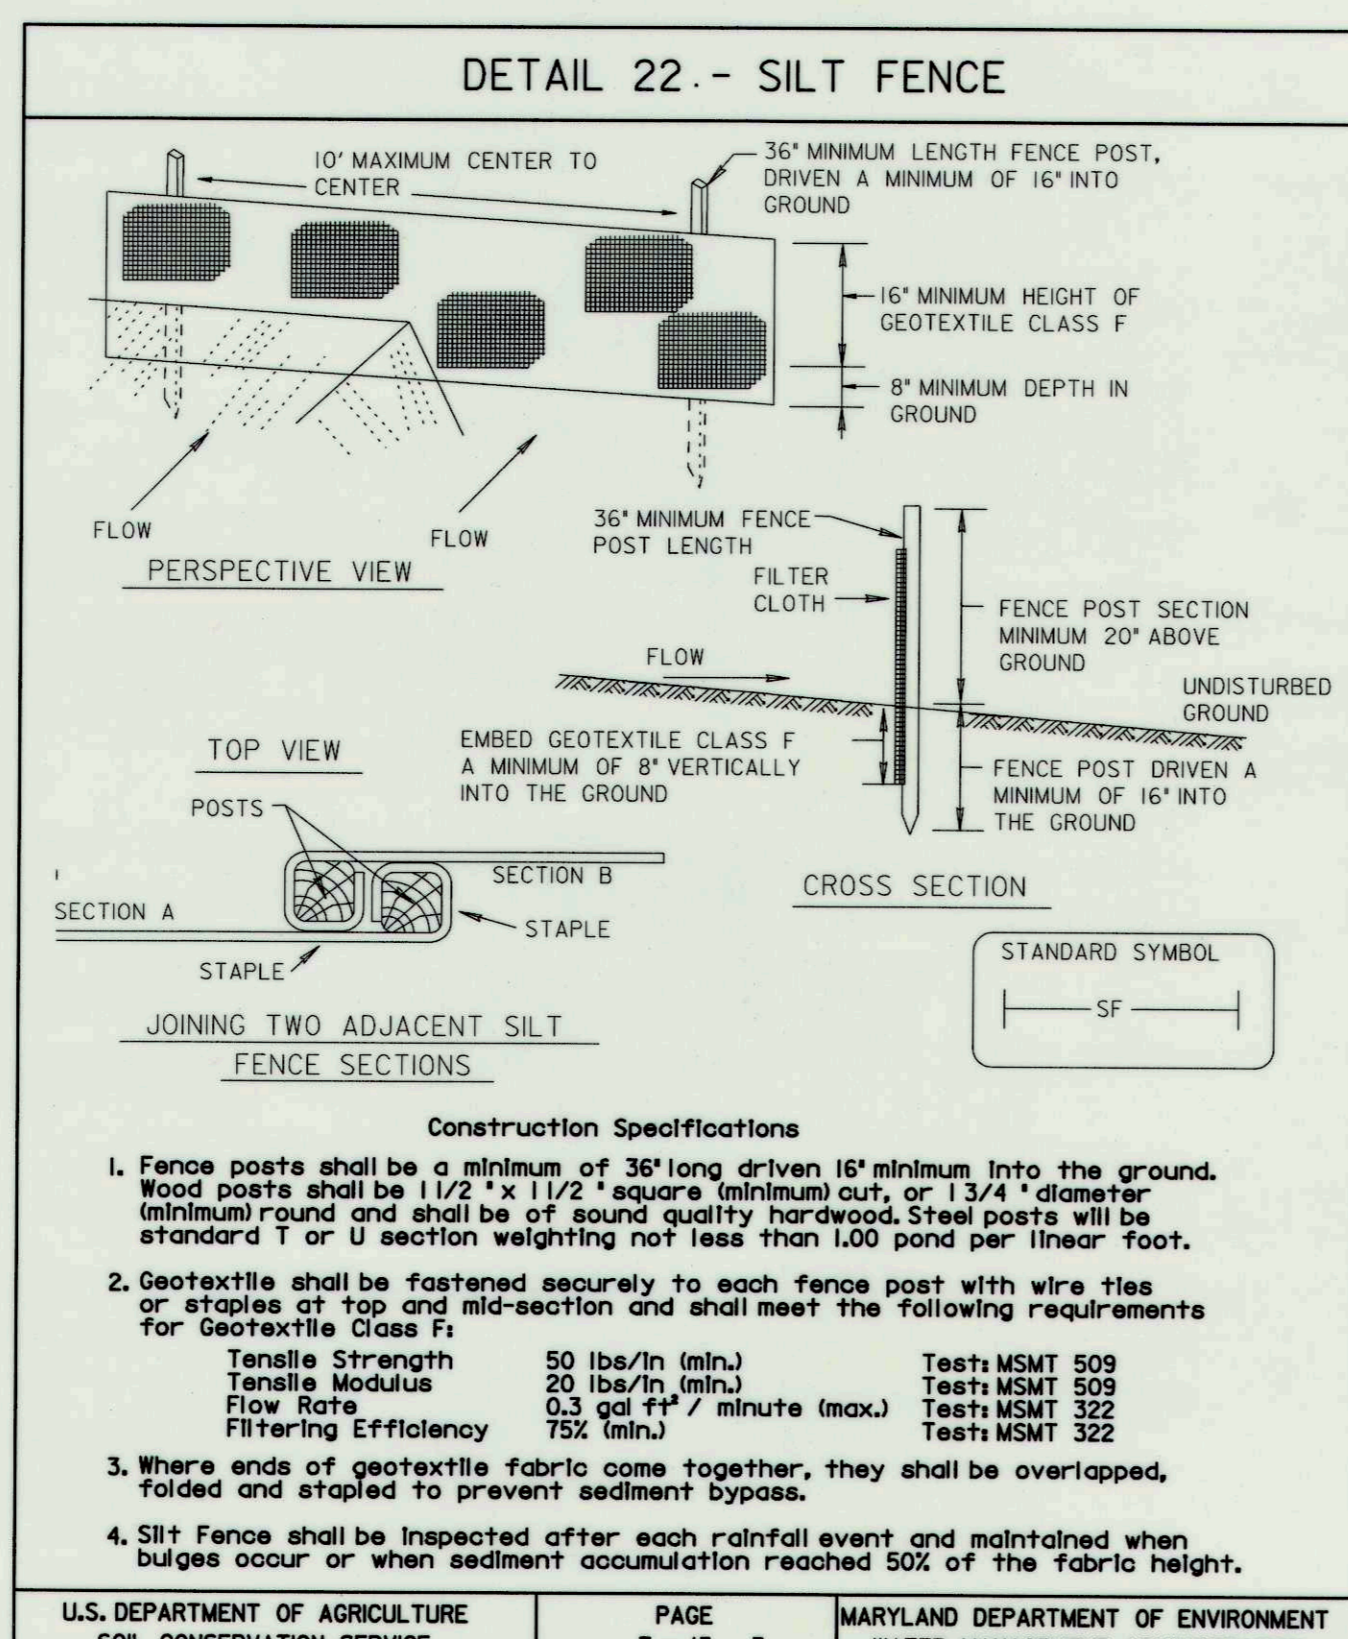 DETAIL 22.- SILT FENCE
10' MAXIMUM CENTER TO
CENTER
36" MINIMUM LENGTH FENCE POST,
DRIVEN A MINIMUM OF 16" INTO
GROUND
16" MINIMUM HEIGHT OF
GEOTEXTILE CLASS F
8" MINIMUM DEPTH IN
GROUND
FLOW
FLOW
PERSPECTIVE VIEW
36" MINIMUM FENCE
POST LENGTH
FILTER
CLOTH
FENCE POST SECTION
MINIMUM 20" ABOVE
GROUND
FLOW
UNDISTURBED
GROUND
EMBED GEOTEXTILE CLASS F
A MINIMUM OF 8" VERTICALLY
INTO THE GROUND
FENCE POST DRIVEN A
MINIMUM OF 16" INTO
THE GROUND
CROSS SECTION
TOP VIEW
POSTS
SECTION B
SECTION A
STAPLE
STAPLE
JOINING TWO ADJACENT SILT
FENCE SECTIONS
STANDARD SYMBOL
SF
Construction Specifications
1. Fence posts shall be a minimum of 36" long driven 16" minimum into the ground.
Wood posts shall be 1 1/2 " x 1 1/2 " square (minimum) cut, or 1 3/4 " diameter
(minimum) round and shall be of sound quality hardwood. Steel posts will be
standard T or U section weighting not less than 1.00 pond per linear foot.
2. Geotextile shall be fastened securely to each fence post with wire ties
or staples at top and mid-section and shall meet the following requirements
for Geotextile Class F:
Tensile Strength 50 lbs/in (min.) Test: MSMT 509
Tensile Modulus 20 lbs/in (min.) Test: MSMT 509
Flow Rate 0.3 gal ft² / minute (max.) Test: MSMT 322
Filtering Efficiency 75% (min.) Test: MSMT 322
3. Where ends of geotextile fabric come together, they shall be overlapped,
folded and stapled to prevent sediment bypass.
4. Silt Fence shall be inspected after each rainfall event and maintained when
bulges occur or when sediment accumulation reached 50% of the fabric height.
U.S. DEPARTMENT OF AGRICULTURE
PAGE
MARYLAND DEPARTMENT OF ENVIRONMENT
SOIL CONSERVATION SERVICE